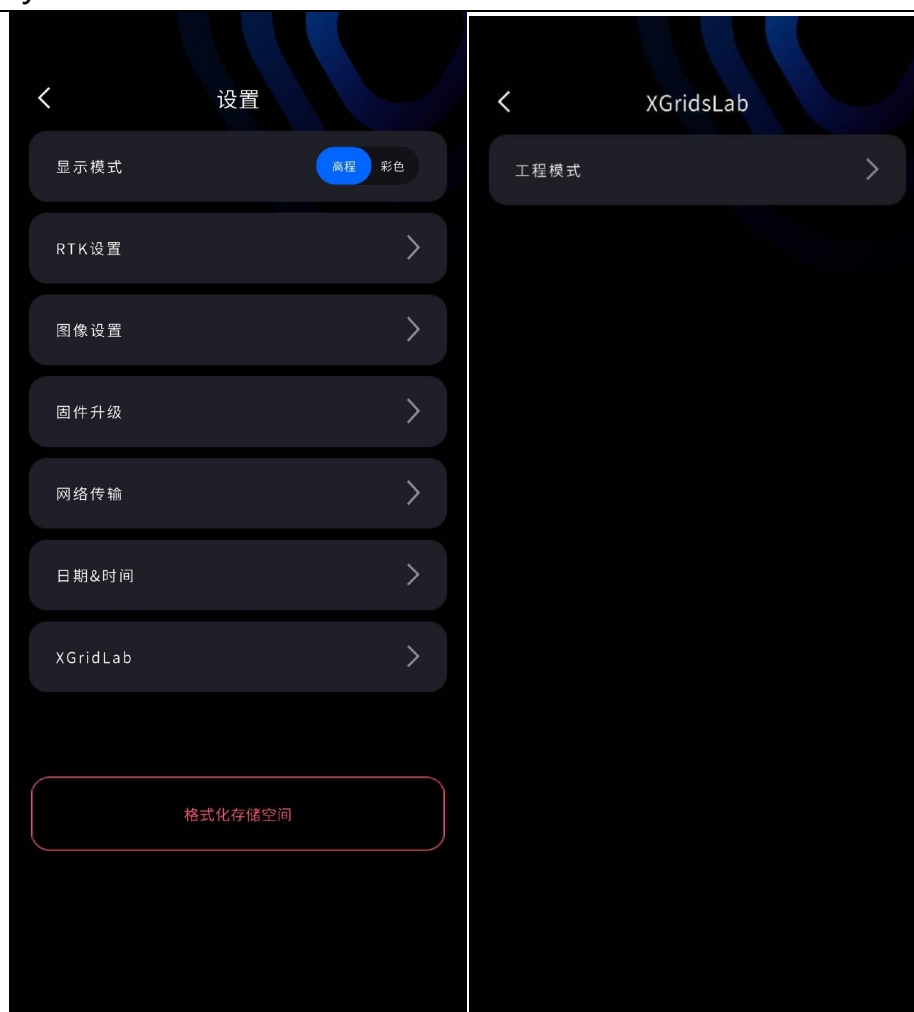 设置
显示模式 高程 彩色
RTK设置
图像设置
固件升级
网络传输
日期&时间
XGridLab
格式化存储空间
XGridsLab
工程模式